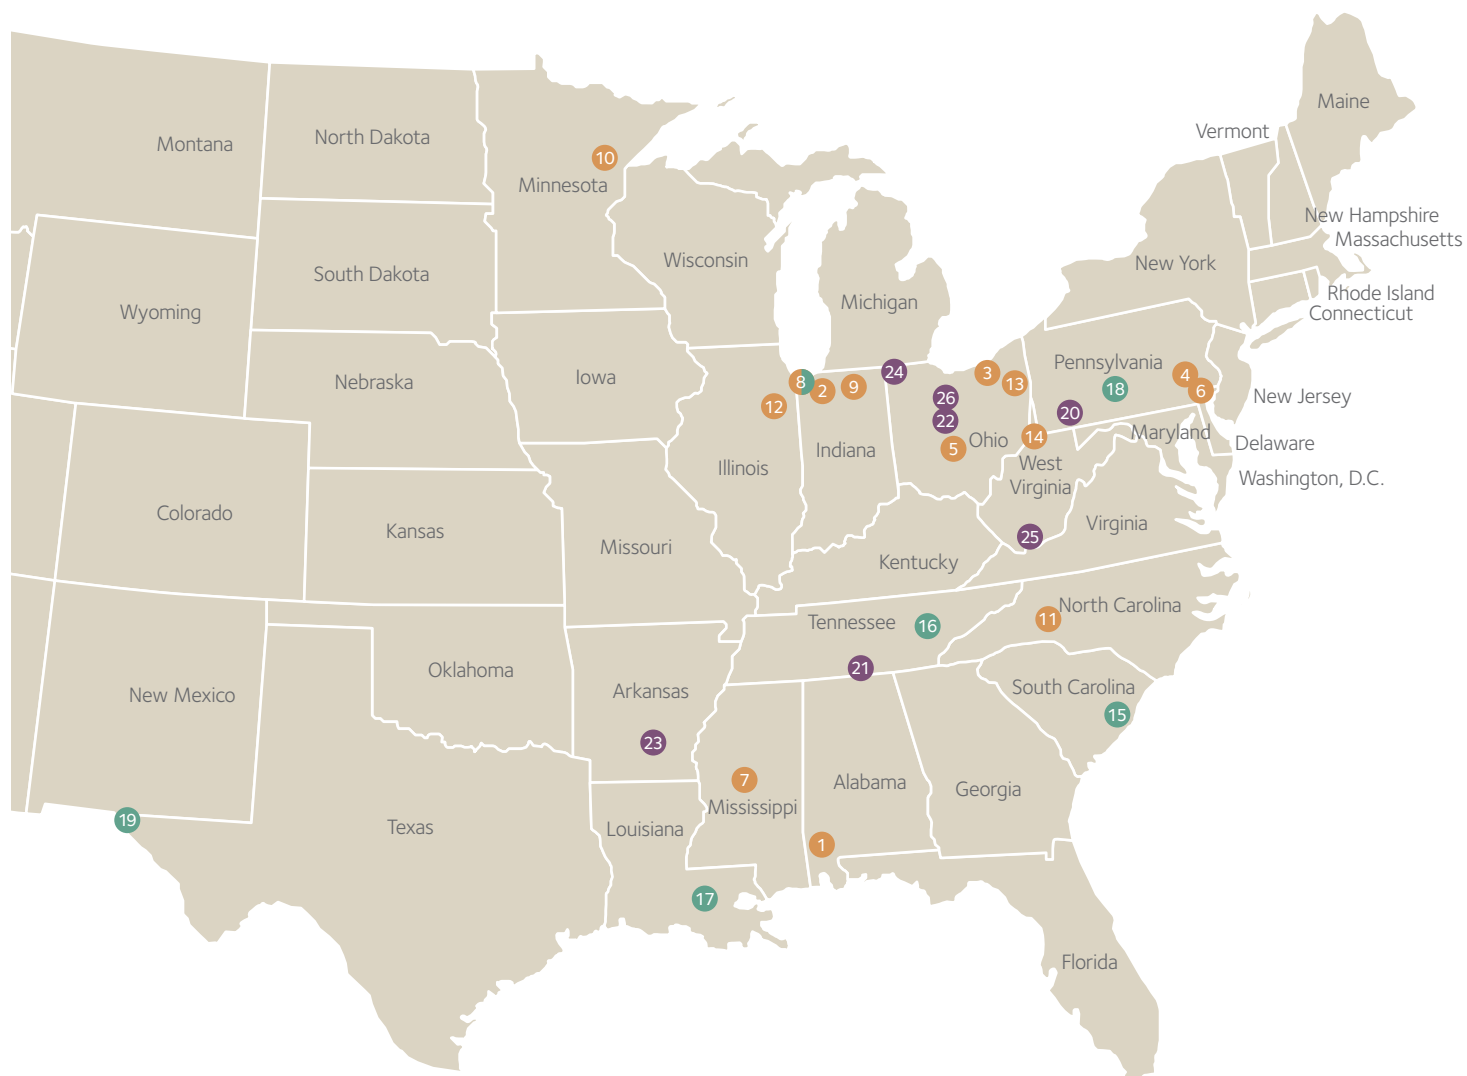 Maine
Vermont
Montana
North Dakota
10
Minnesota
New Hampshire
Massachusetts
Wisconsin
New York
South Dakota
Michigan
Rhode Island
Connecticut
Wyoming
Pennsylvania
Iowa
Nebraska
8
2
9
24
3
13
18
4
6
New Jersey
12
26
22
20
5
Ohio
14
Maryland
Delaware
Illinois
Indiana
West
Virginia
Washington, D.C.
Colorado
Kansas
Missouri
25
Virginia
Kentucky
North Carolina
11
Tennessee
16
21
Oklahoma
New Mexico
Arkansas
South Carolina
15
23
7
Mississippi
Alabama
Georgia
19
Texas
Louisiana
1
17
Florida